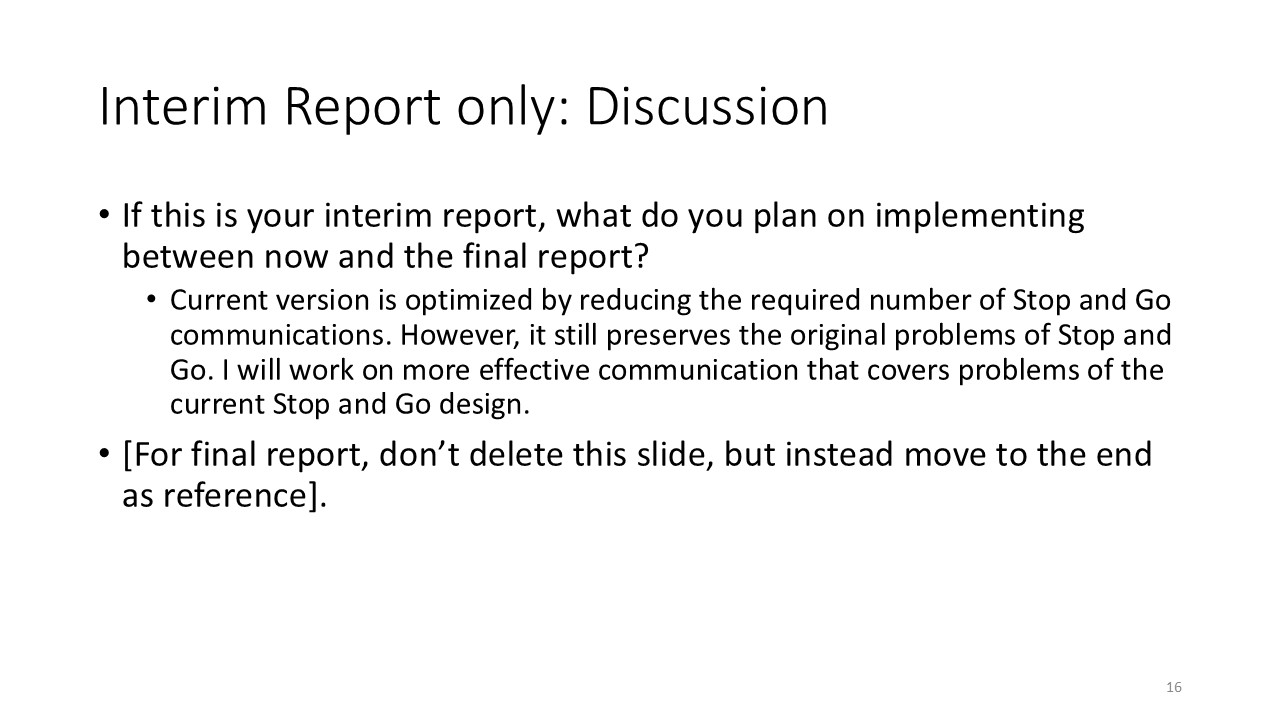 Interim Report only: Discussion
• If this is your interim report, what do you plan on implementing
between now and the final report?
• Current version is optimized by reducing the required number of Stop and Go
communications. However, it still preserves the original problems of Stop and
Go. I will work on more effective communication that covers problems of the
current Stop and Go design.
• [For final report, don’t delete this slide, but instead move to the end
as reference].
16